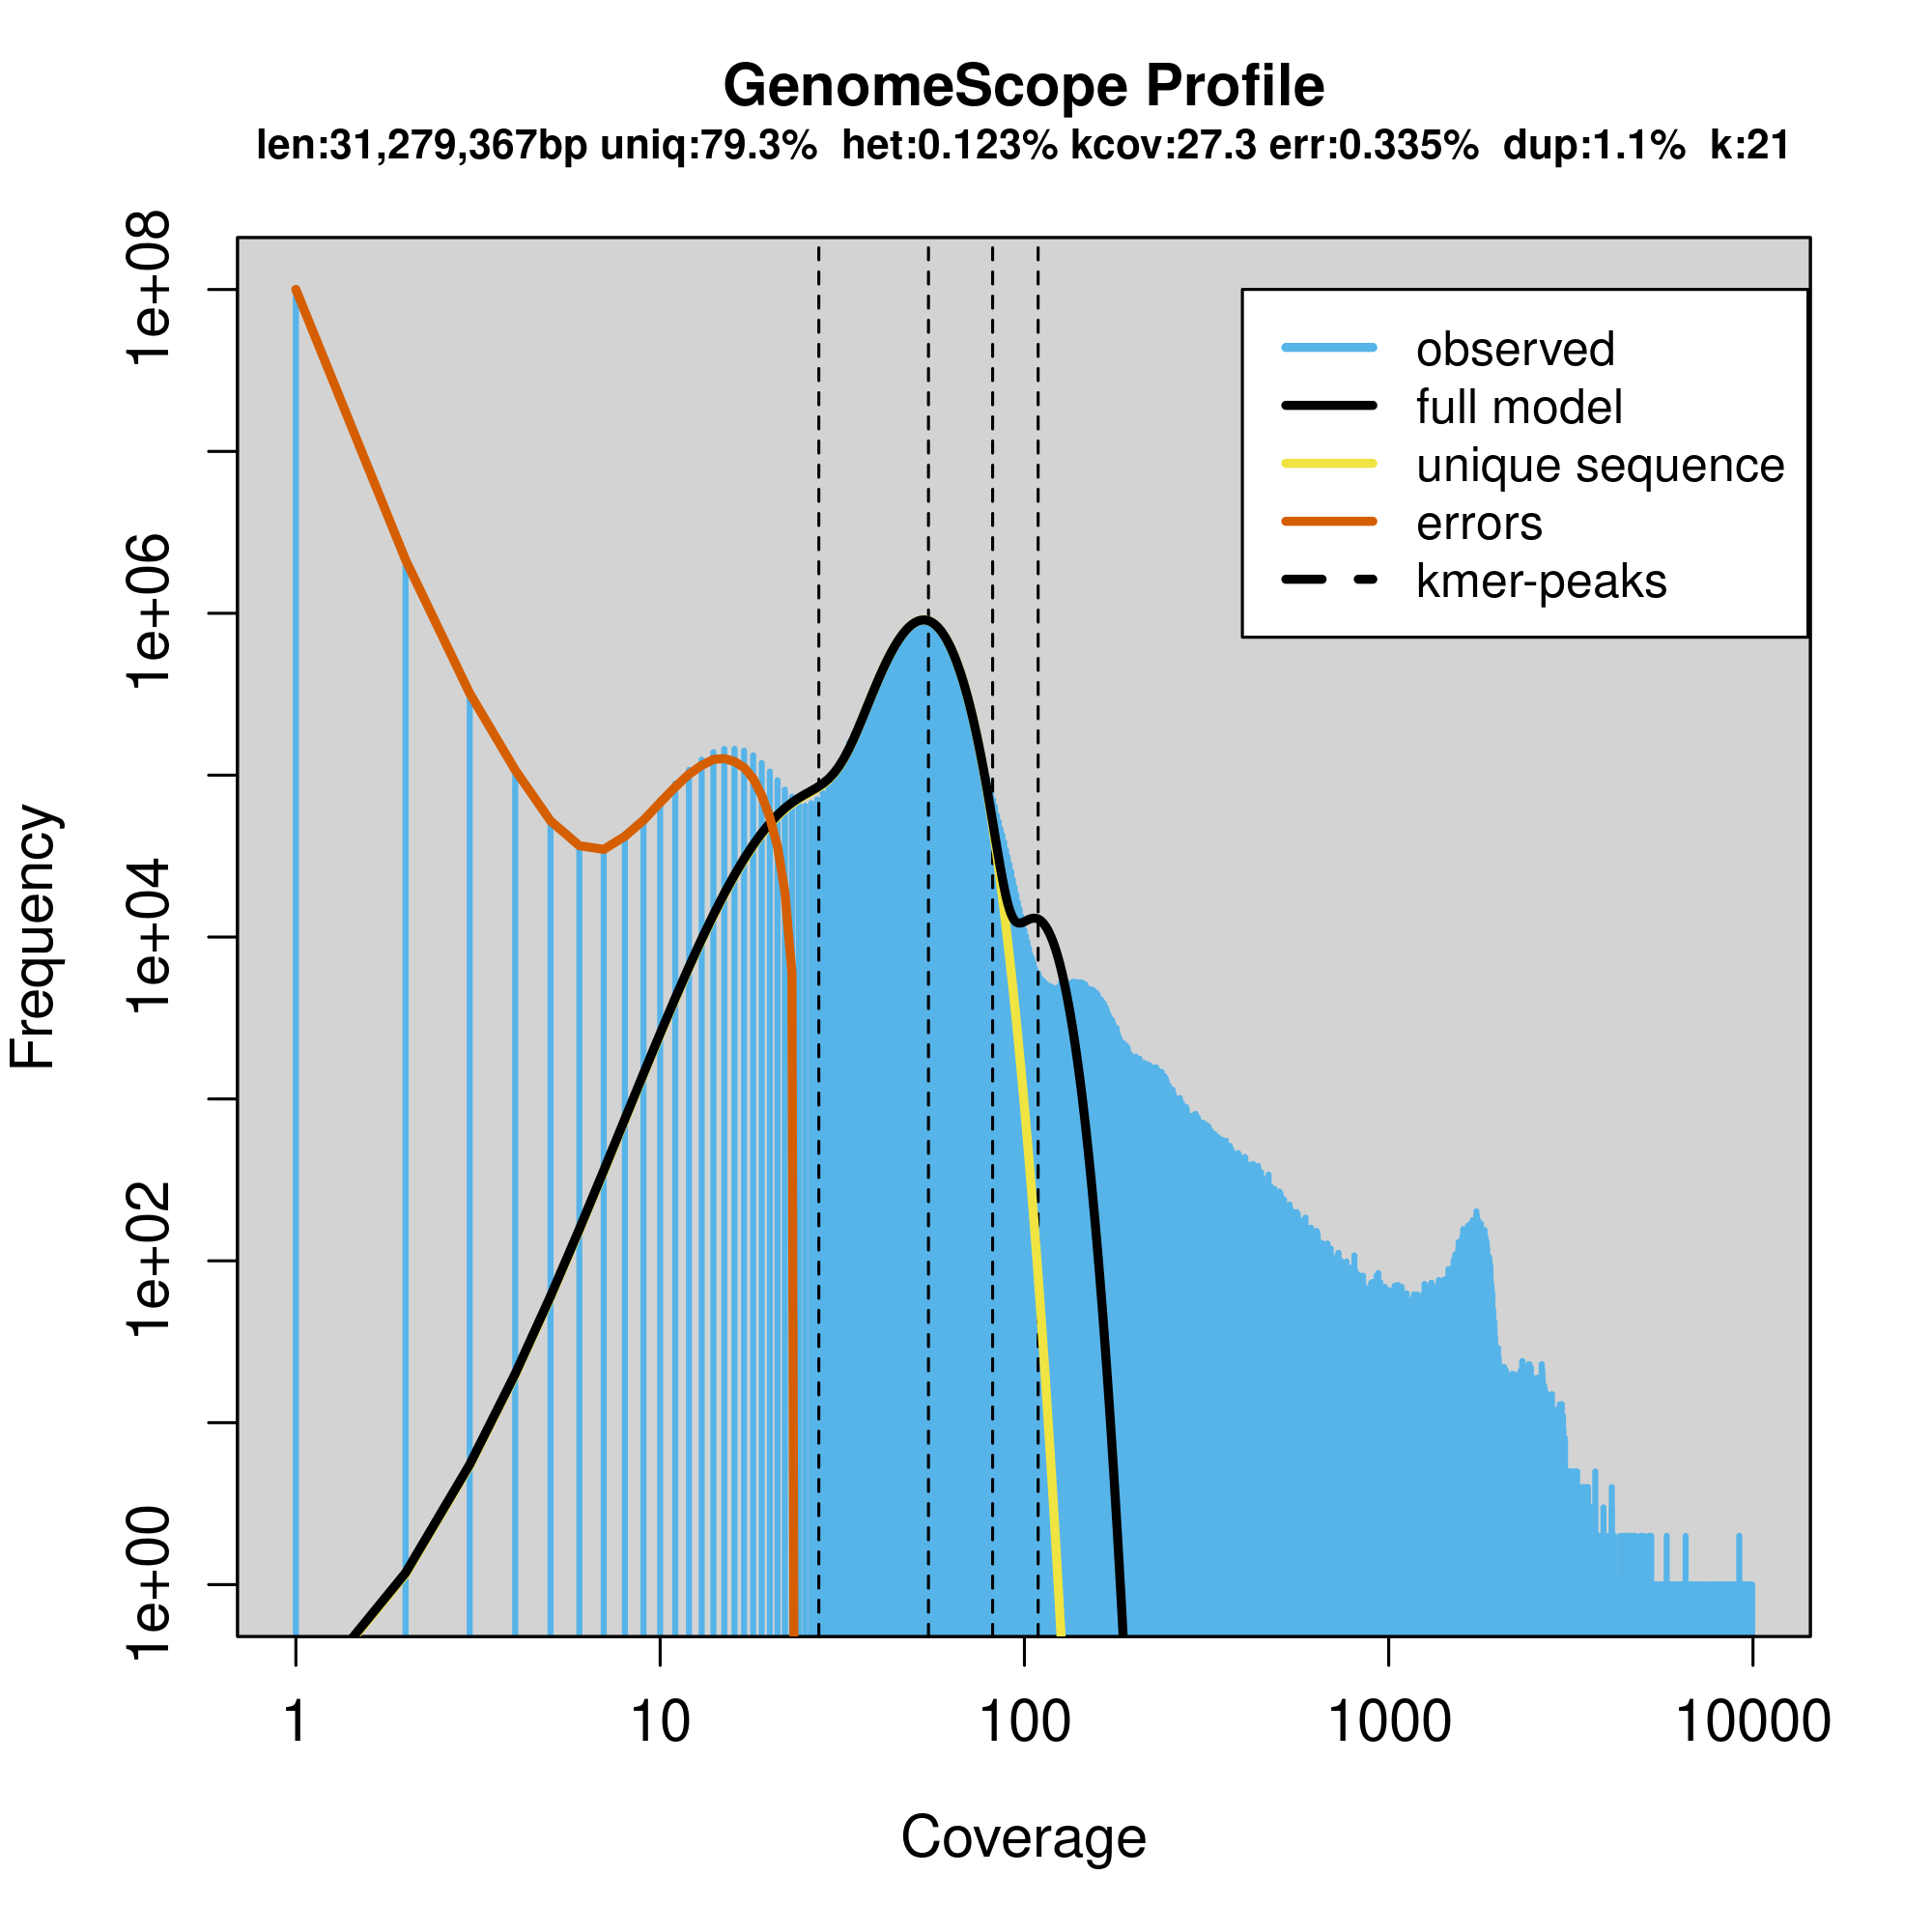 GenomeScope Profile
len:31,279,367bp uniq:79.3% het:0.123% kcov:27.3 err:0.335% dup:1.1% k:21
observed
full model
unique sequence
errors
kmer-peaks
Frequency
1e+08
1e+06
1e+04
1e+02
1e+00
1 10 100 1000 10000
Coverage